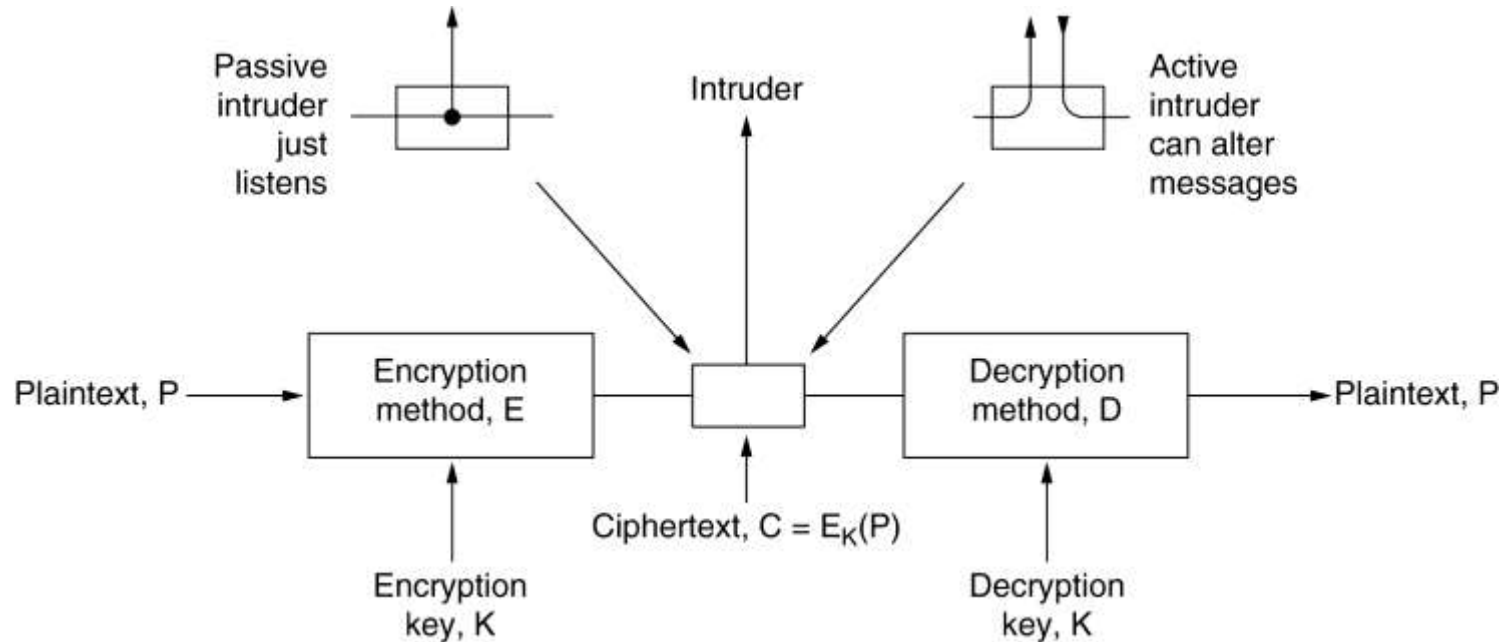 Passive
intruder
just
listens
Intruder
Active
intruder
can alter
messages
Plaintext, P
Encryption
method, E
Decryption
method, D
Plaintext, P
Ciphertext, C = E_K(P)
Encryption
key, K
Decryption
key, K